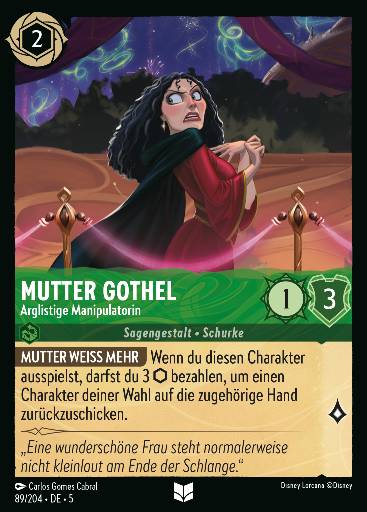 2
MUTTER GOTHEL
Arglistige Manipulatorin
1
3
Sagengestalt • Schurke
MUTTER WEISS MEHR Wenn du diesen Charakter
ausspielst, darfst du 3 ⬡ bezahlen, um einen
Charakter deiner Wahl auf die zugehörige Hand
zurückzuschicken.
„Eine wunderschöne Frau steht normalerweise
nicht kleinlout am Ende der Schlange.“
Carlos Gomes Cabral
Disney Lorcana ©Disney
89/204 • DE • 5